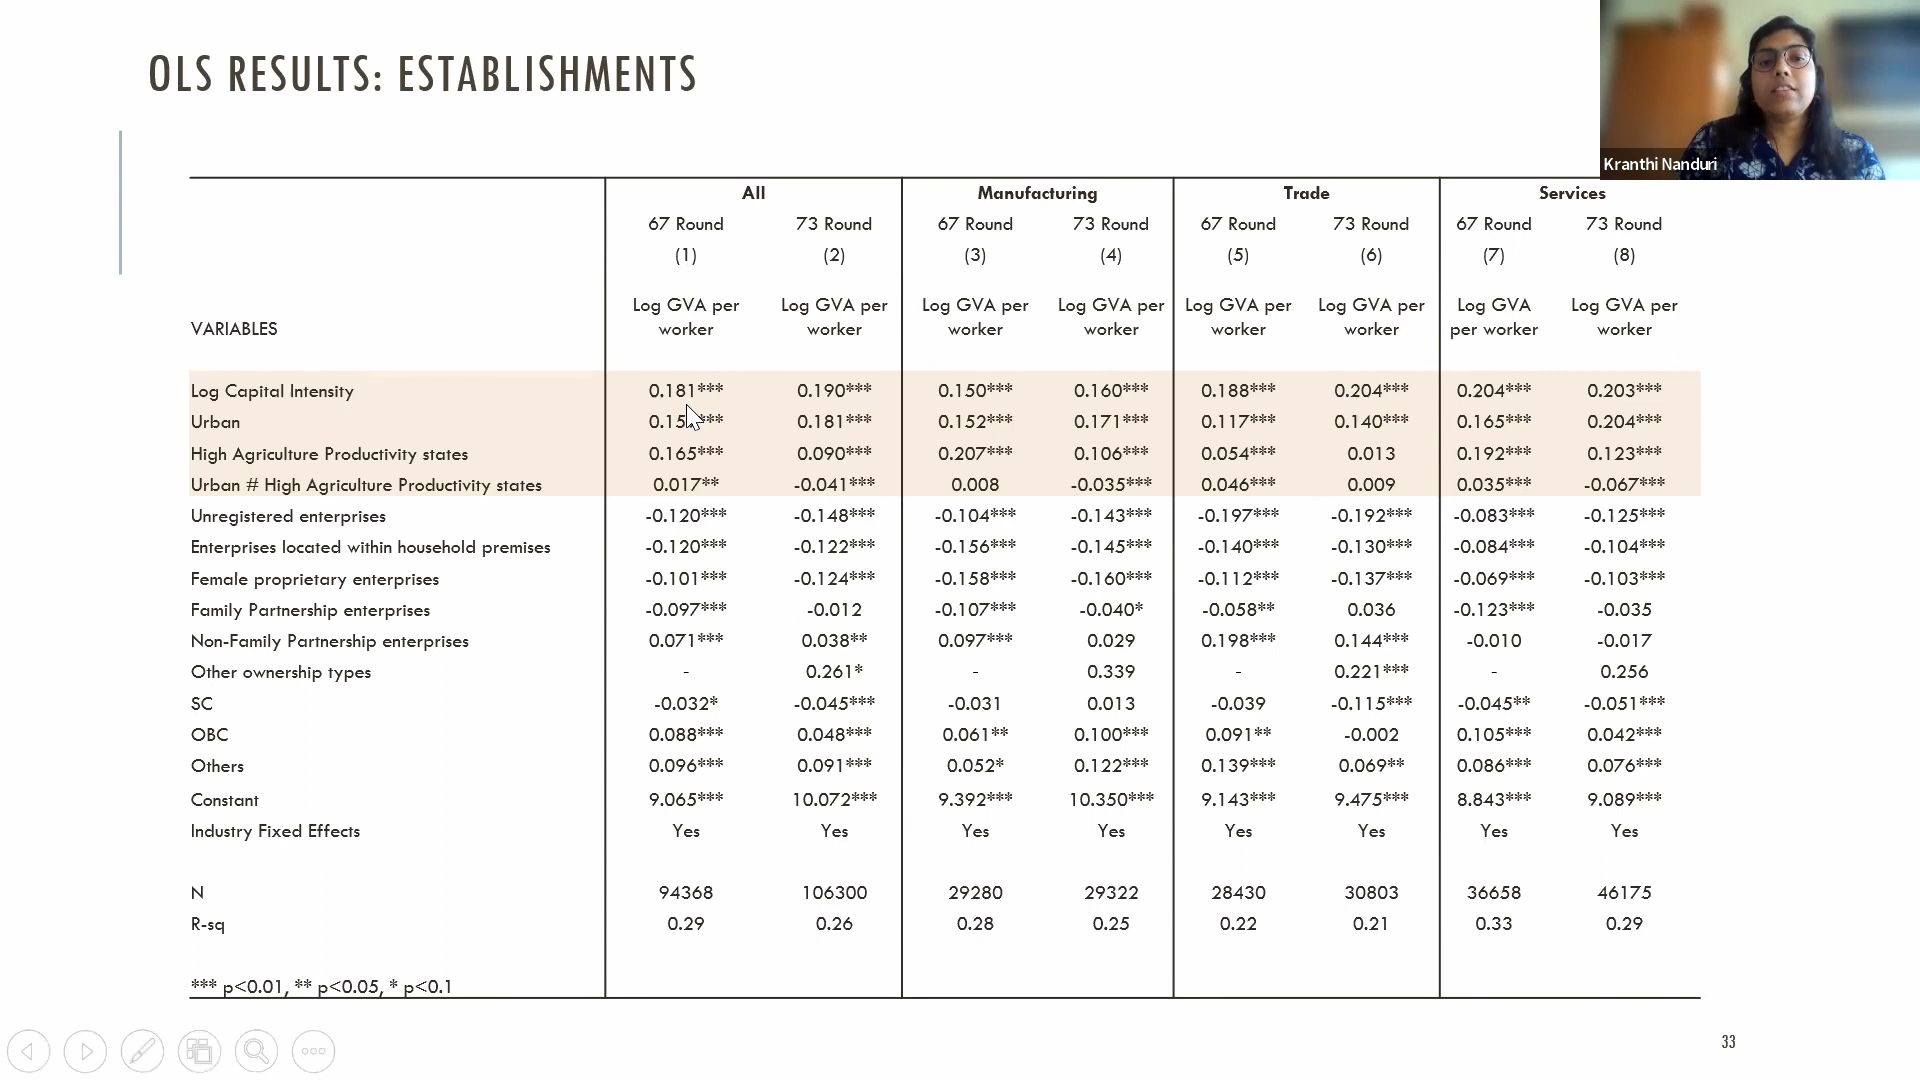 OLS RESULTS: ESTABLISHMENTS
Kranthi Nanduri
All Manufacturing Trade Services
67 Round 73 Round 67 Round 73 Round 67 Round 73 Round 67 Round 73 Round
(1) (2) (3) (4) (5) (6) (7) (8)
Log GVA per Log GVA per Log GVA per Log GVA per Log GVA per Log GVA per Log GVA Log GVA per
VARIABLES worker worker worker worker worker worker per worker worker
Log Capital Intensity 0.181*** 0.190*** 0.150*** 0.160*** 0.188*** 0.204*** 0.204*** 0.203***
Urban 0.181*** 0.152*** 0.171*** 0.117*** 0.140*** 0.165*** 0.204***
High Agriculture Productivity states 0.165*** 0.090*** 0.207*** 0.106*** 0.054*** 0.013 0.192*** 0.123***
Urban # High Agriculture Productivity states 0.017** -0.041*** 0.008 -0.035*** 0.046*** 0.009 0.035*** -0.067***
Unregistered enterprises -0.120*** -0.148*** -0.104*** -0.143*** -0.197*** -0.192*** -0.083*** -0.125***
Enterprises located within household premises -0.120*** -0.122*** -0.156*** -0.145*** -0.140*** -0.130*** -0.084*** -0.104***
Female proprietary enterprises -0.101*** -0.124*** -0.158*** -0.160*** -0.112*** -0.137*** -0.069*** -0.103***
Family Partnership enterprises -0.097*** -0.012 -0.107*** -0.040* -0.058** 0.036 -0.123*** -0.035
Non-Family Partnership enterprises 0.071*** 0.038** 0.097*** 0.029 0.198*** 0.144*** -0.010 -0.017
Other ownership types - 0.261* - 0.339 - 0.221*** - 0.256
SC -0.032* -0.045*** -0.031 0.013 -0.039 -0.115*** -0.045** -0.051***
OBC 0.088*** 0.048*** 0.061** 0.100*** 0.091** -0.002 0.105*** 0.042***
Others 0.096*** 0.091*** 0.052* 0.122*** 0.139*** 0.069** 0.086*** 0.076***
Constant 9.065*** 10.072*** 9.392*** 10.350*** 9.143*** 9.475*** 8.843*** 9.089***
Industry Fixed Effects Yes Yes Yes Yes Yes Yes Yes Yes
N 94368 106300 29280 29322 28430 30803 36658 46175
R-sq 0.29 0.26 0.28 0.25 0.22 0.21 0.33 0.29
*** p<0.01, ** p<0.05, * p<0.1
33